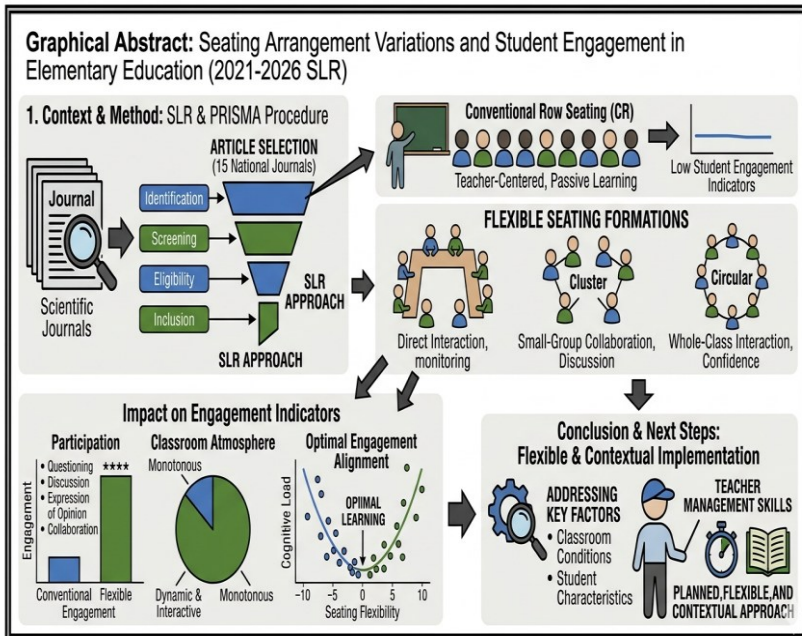 Graphical Abstract: Seating Arrangement Variations and Student Engagement in
Elementary Education (2021-2026 SLR)
1. Context & Method: SLR & PRISMA Procedure
Journal
Scientific
Journals
ARTICLE SELECTION
(15 National Journals)
Identification
Screening
Eligibility
Inclusion
SLR
APPROACH
SLR APPROACH
Conventional Row Seating (CR)
Teacher-Centered, Passive Learning
Low Student Engagement
Indicators
FLEXIBLE SEATING FORMATIONS
Direct Interaction,
monitoring
Cluster
Small-Group Collaboration,
Discussion
Circular
Whole-Class Interaction,
Confidence
Impact on Engagement Indicators
Participation
• Questioning
• Discussion
• Expression
of Opinion
• Collaboration
****
Engagement
Conventional Flexible
Engagement
Classroom Atmosphere
Monotonous
Dynamic &
Interactive
Monotonous
Optimal Engagement
Alignment
OPIMAL
LEARNING
Cognitive Load
-10 -5 0 5 10
Seating Flexibility
Conclusion & Next Steps:
Flexible & Contextual Implementation
ADDRESSING
KEY FACTORS
• Classroom
Conditions
• Student
Characteristics
TEACHER
MANAGEMENT SKILLS
PLANNED, FLEXIBLE, AND
CONTEXTUAL APPROACH